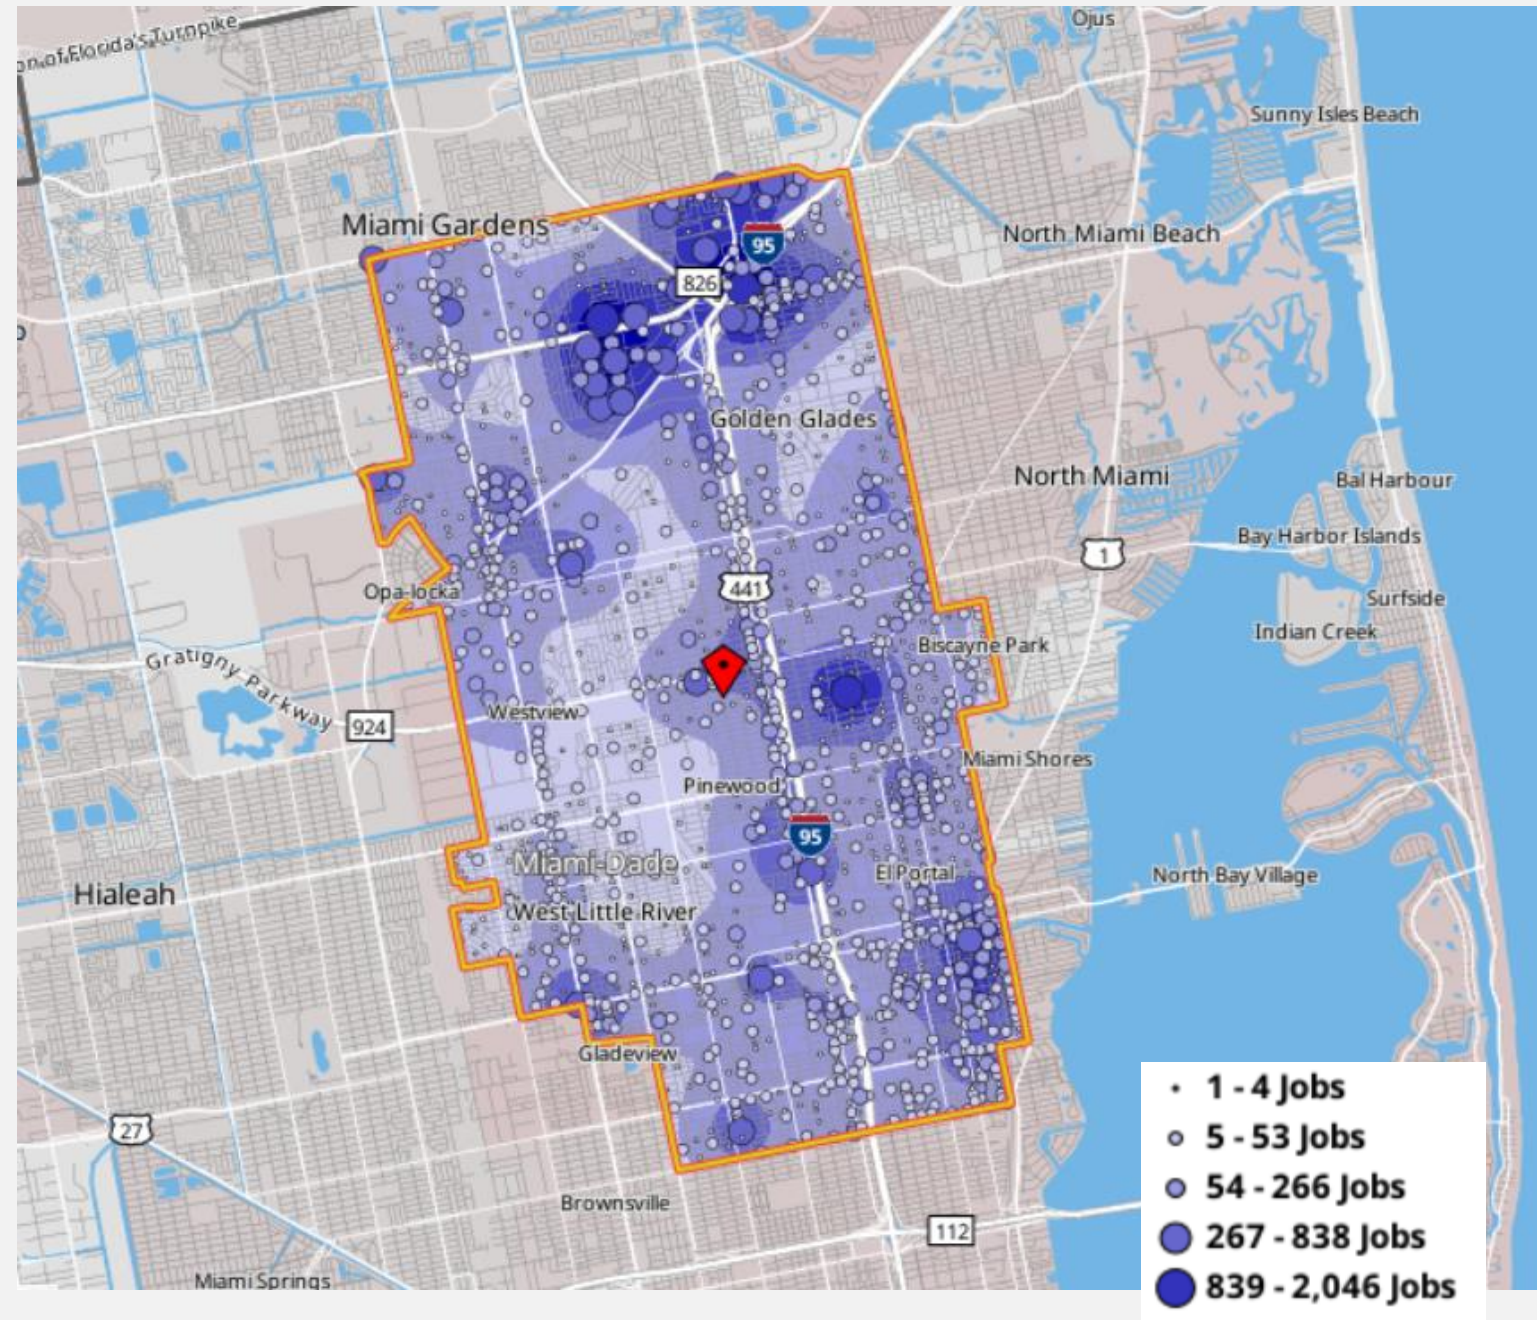 Ojus
on of Florida's Turnpike
Sunny Isles Beach
Miami Gardens
North Miami Beach
95
826
Golden Glades
North Miami
Bal Harbour
Bay Harbor Islands
1
441
Opa-locka
Surfside
Indian Creek
Biscayne Park
Gratigny Parkway
Westview
924
Miami Shores
Pinewood
95
Miami-Dade
El Portal
North Bay Village
Hialeah
West Little River
Gladeview
27
Brownsville
112
Miami Springs
1 - 4 Jobs
5 - 53 Jobs
54 - 266 Jobs
267 - 838 Jobs
839 - 2,046 Jobs